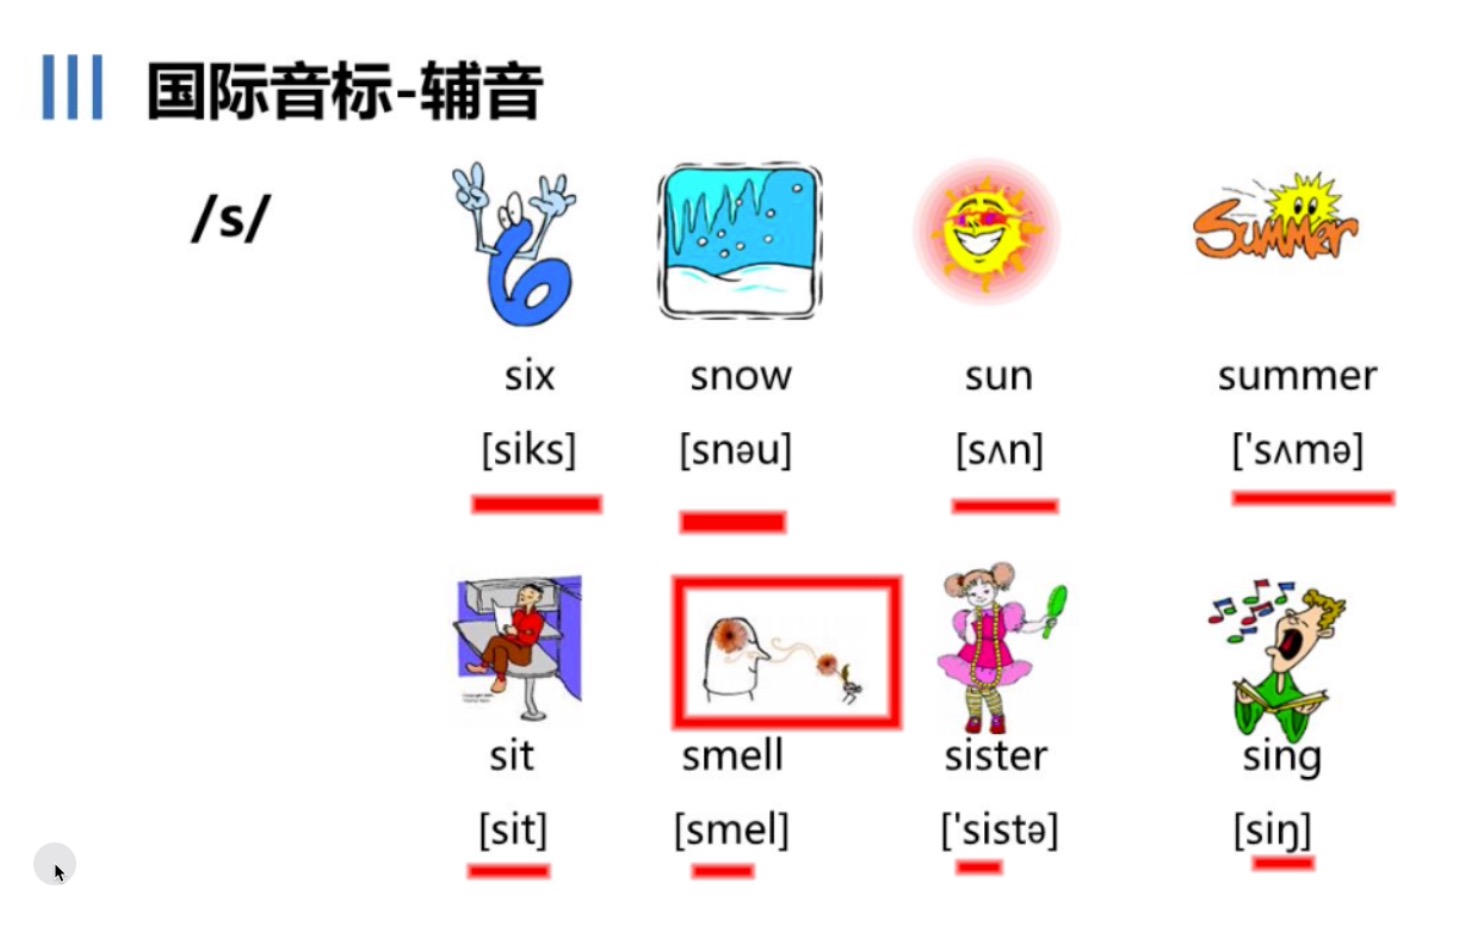 国际音标-辅音
/s/
Summer
six snow sun summer
[siks] [snəu] [sʌn] ['sʌmə]
sit smell sister sing
[sit] [smel] ['sistə] [siŋ]